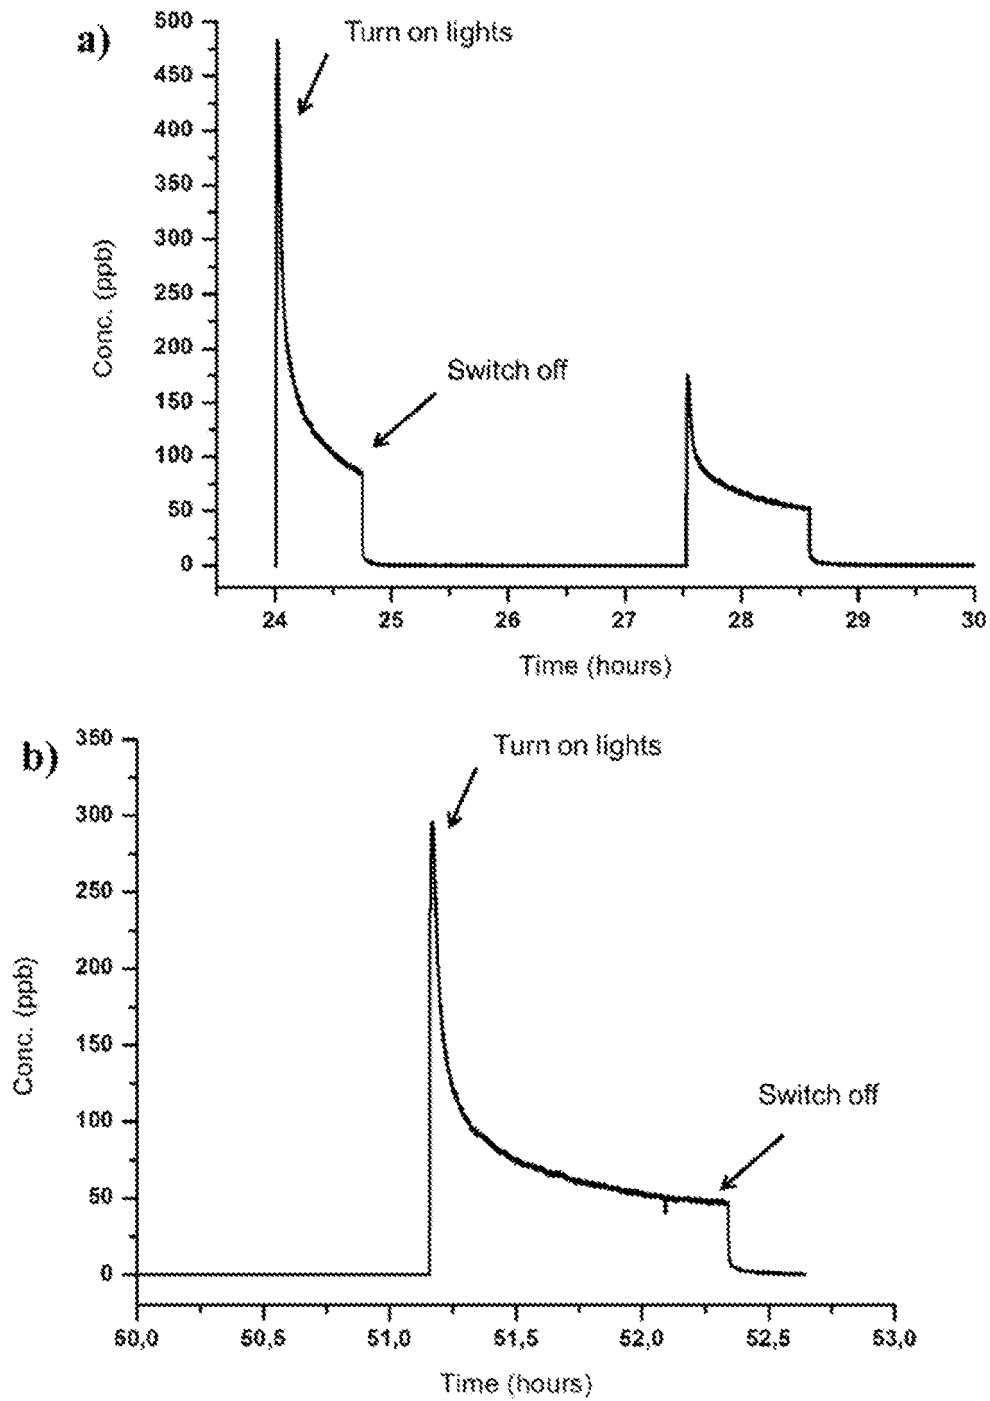 a)
Turn on lights
500
450
400
350
300
250
200
150
100
50
0
Conc. (ppb)
Switch off
24 25 26 27 28 29 30
Time (hours)
b)
Turn on lights
350
300
250
200
150
100
50
0
Conc. (ppb)
Switch off
50,0 50,5 51,0 51,5 52,0 52,5 53,0
Time (hours)